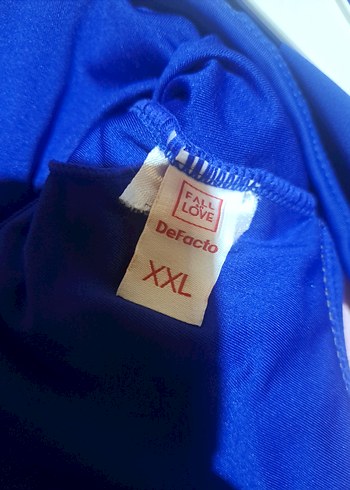 FALL
IN
LOVE
DeFacto
XXL